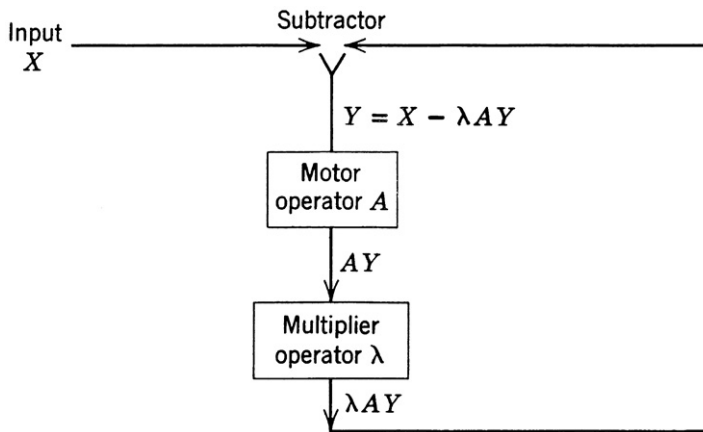 Subtractor
Input
X
Y = X − λAY
Motor
operator A
AY
Multiplier
operator λ
λAY